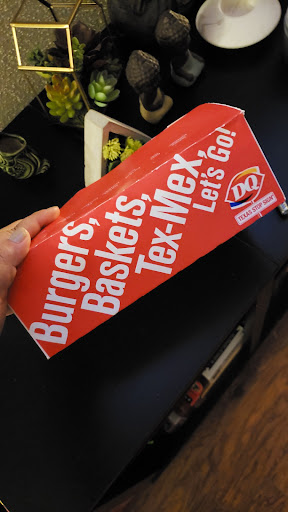 Burgers,
Baskets,
Tex-Mex,
Let's Go!
DQ
TEXAS STOP SIGN